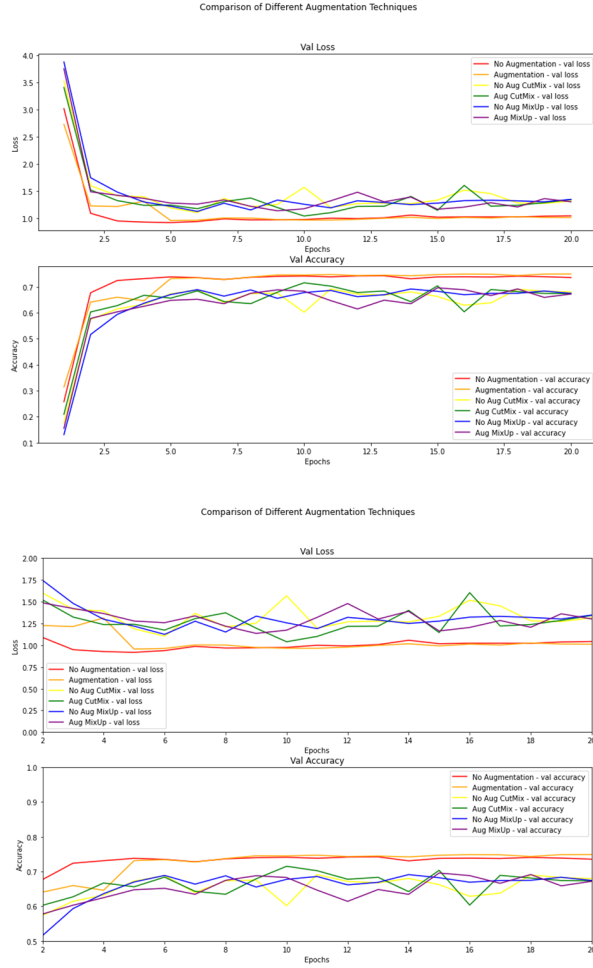 Comparison of Different Augmentation Techniques
Val Loss
4.0
3.5
3.0
2.5
2.0
1.5
1.0
Loss
No Augmentation - val loss
Augmentation - val loss
No Aug CutMix - val loss
Aug CutMix - val loss
No Aug MixUp - val loss
Aug MixUp - val loss
2.5 5.0 7.5 10.0 12.5 15.0 17.5 20.0
Epochs
Val Accuracy
0.7
0.6
0.5
0.4
0.3
0.2
0.1
Accuracy
No Augmentation - val accuracy
Augmentation - val accuracy
No Aug CutMix - val accuracy
Aug CutMix - val accuracy
No Aug MixUp - val accuracy
Aug MixUp - val accuracy
2.5 5.0 7.5 10.0 12.5 15.0 17.5 20.0
Epochs
Comparison of Different Augmentation Techniques
Val Loss
2.00
1.75
1.50
1.25
1.00
0.75
0.50
0.25
0.00
Loss
No Augmentation - val loss
Augmentation - val loss
No Aug CutMix - val loss
Aug CutMix - val loss
No Aug MixUp - val loss
Aug MixUp - val loss
2 4 6 8 10 12 14 16 18 20
Epochs
Val Accuracy
1.0
0.9
0.8
0.7
0.6
0.5
Accuracy
No Augmentation - val accuracy
Augmentation - val accuracy
No Aug CutMix - val accuracy
Aug CutMix - val accuracy
No Aug MixUp - val accuracy
Aug MixUp - val accuracy
2 4 6 8 10 12 14 16 18 20
Epochs